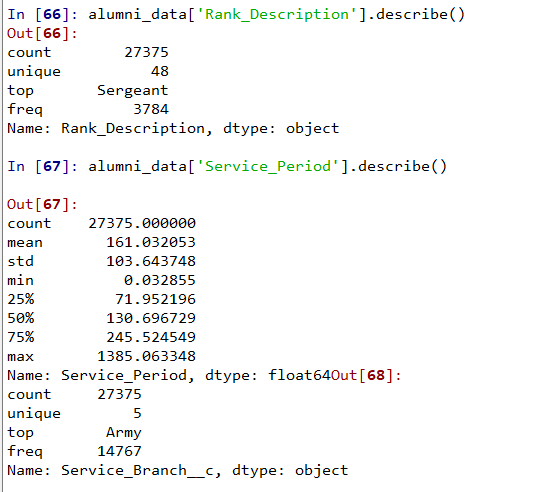 In [66]: alumni_data['Rank_Description'].describe()
Out[66]:
count        27375
unique          48
top       Sergeant
freq          3784
Name: Rank_Description, dtype: object
In [67]: alumni_data['Service_Period'].describe()
Out[67]:
count    27375.000000
mean       161.032053
std        103.643748
min          0.032855
25%         71.952196
50%        130.696729
75%        245.524549
max       1385.063348
Name: Service_Period, dtype: float64Out[68]:
count     27375
unique        5
top        Army
freq      14767
Name: Service_Branch__c, dtype: object